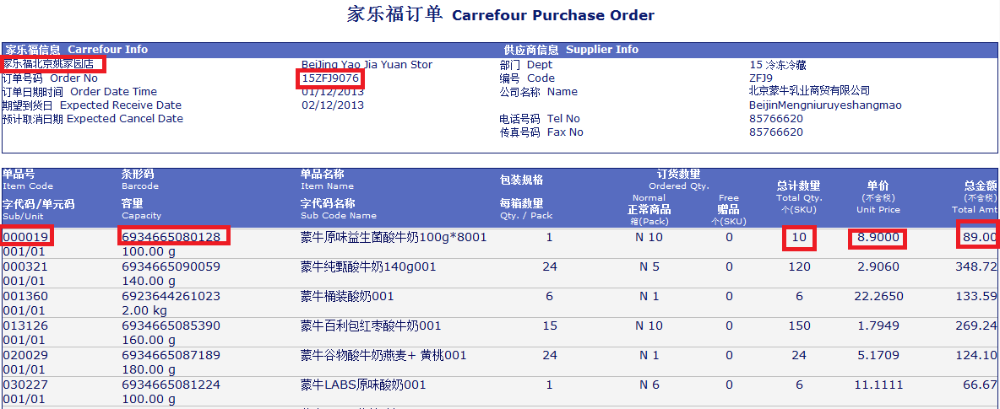 家乐福订单 Carrefour Purchase Order
家乐福信息 Carrefour Info 供应商信息 Supplier Info
家乐福北京姚家园店 BeiJing Yao Jia Yuan Stor 部门 Dept 15 冷冻冷藏
订单号码 Order No 15ZFJ9076 编号 Code ZFJ9
订单日期时间 Order Date Time 01/12/2013 公司名称 Name 北京蒙牛乳业商贸有限公司
期望到货日 Expected Receive Date 02/12/2013 BeijinMengniuruyeshangmao
预计取消日期 Expected Cancel Date 电话号码 Tel No 85766620
传真号码 Fax No 85766620
单品号 条形码 单品名称 包装规格 订货数量 总计数量 单价 总金额
Item Code Barcode Item Name Ordered Qty. Total Qty. (不含税) (不含税)
字代码/单元码 容量 字代码名称 每箱数量 Normal Free 个(SKU) Unit Price Total Amt
Sub/Unit Capacity Sub Code Name Qty. / Pack 正常商品 赠品
箱(Pack) 个(SKU)
000019 6934665080128 蒙牛原味益生菌酸牛奶100g*8001 1 N 10 0 10 8.9000 89.00
001/01 100.00 g
000321 6934665090059 蒙牛纯甄酸牛奶140g001 24 N 5 0 120 2.9060 348.72
001/01 140.00 g
001360 6923644261023 蒙牛桶装酸奶001 6 N 1 0 6 22.2650 133.59
001/01 2.00 kg
013126 6934665085390 蒙牛百利包红枣酸牛奶001 15 N 10 0 150 1.7949 269.24
001/01 160.00 g
020029 6934665087189 蒙牛谷物酸牛奶燕麦+ 黄桃001 24 N 1 0 24 5.1709 124.10
001/01 180.00 g
030227 6934665081224 蒙牛LABS原味酸奶001 1 N 6 0 6 11.1111 66.67
001/01 100.00 g